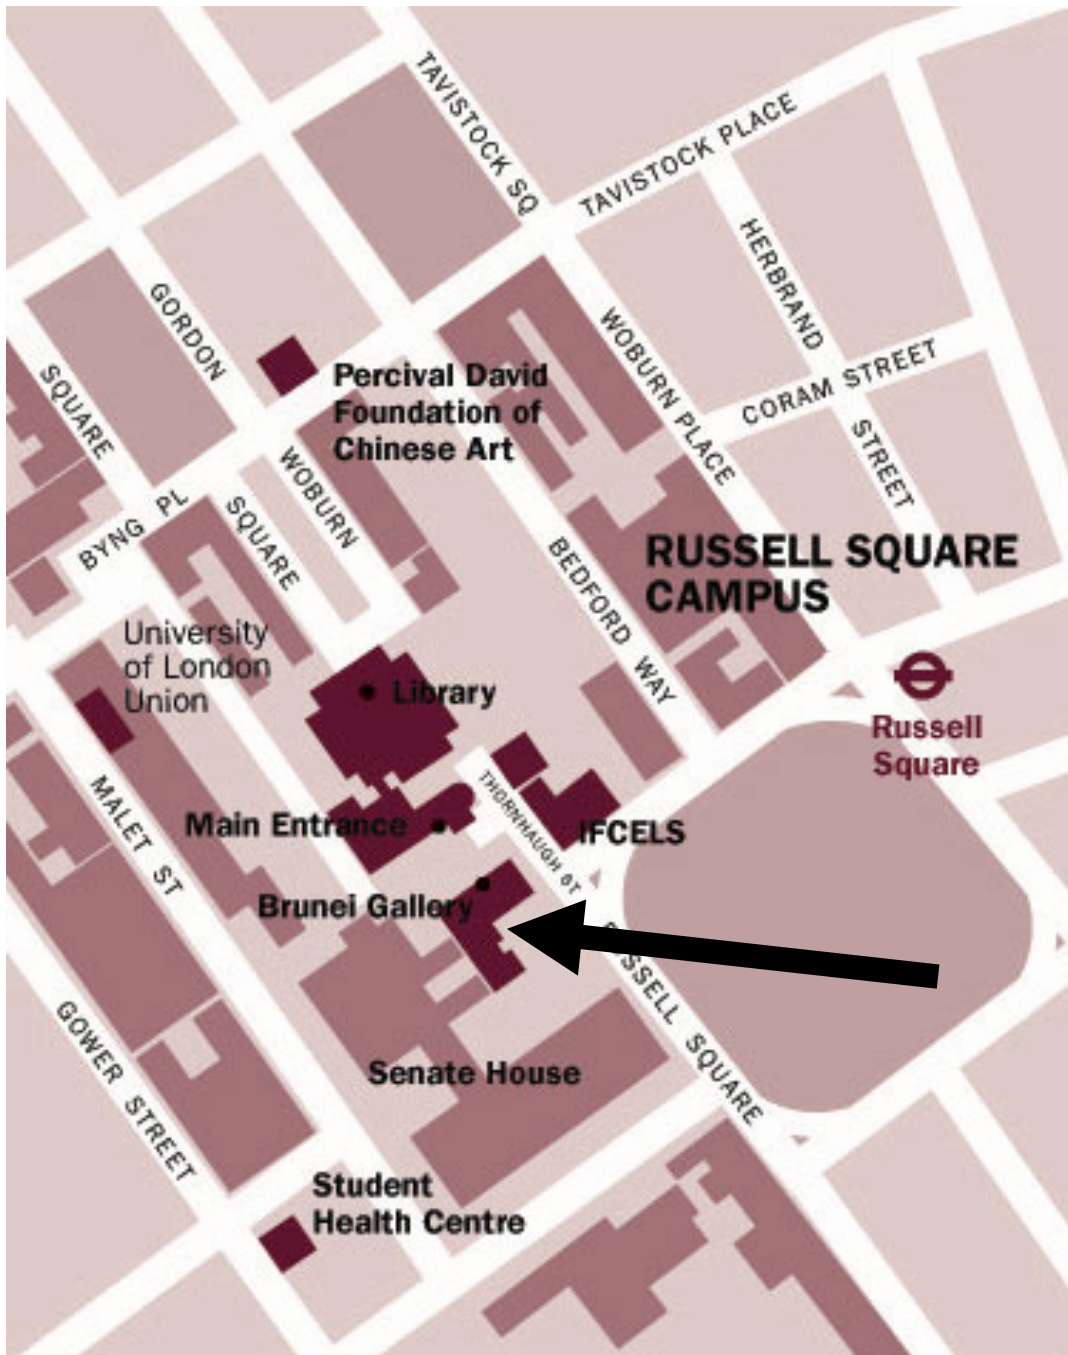 TAVISTOCK SQ
TAVISTOCK PLACE
HERBRAND
STREET
GORDON
SQUARE
WOBURN PLACE
CORAM STREET
Percival David
Foundation of
Chinese Art
WOBURN
SQUARE
BYNG PL
BEDFORD WAY
RUSSELL SQUARE
CAMPUS
University
of London
Union
Library
Russell
Square
THORNHAUGH ST
MALET ST
Main Entrance
IFCELS
Brunei Gallery
RUSSELL SQUARE
GOWER STREET
Senate House
Student
Health Centre